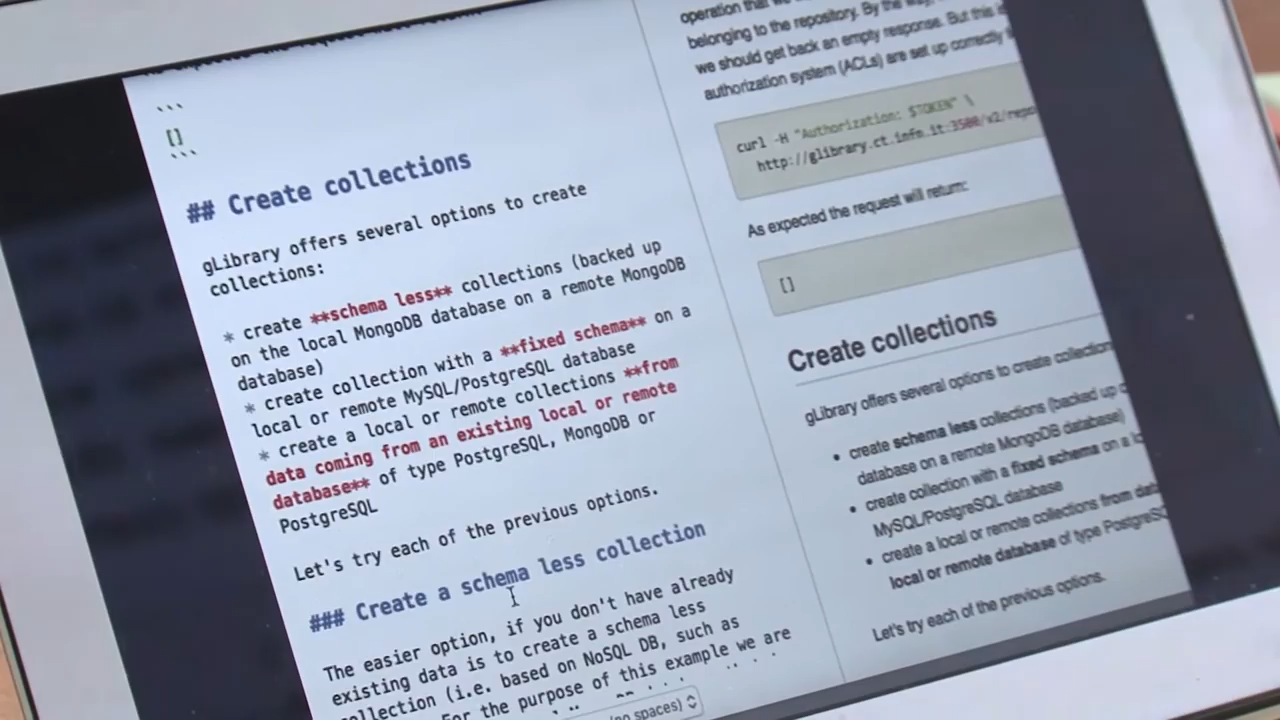 ```
[]
```
## Create collections
gLibrary offers several options to create
collections:
* create **schema less** collections (backed up
on the local MongoDB database on a remote MongoDB
database)
* create collection with a **fixed schema** on a
local or remote MySQL/PostgreSQL database
* create a local or remote collections **from
data coming from an existing local or remote
database** of type PostgreSQL, MongoDB or
PostgreSQL
Let's try each of the previous options.
### Create a schema less collection
The easier option, if you don't have already
existing data is to create a schema less
collection (i.e. based on NoSQL DB, such as
For the purpose of this example we are
(no spaces)
operation that
belonging to the repository. By the way,
we should get back an empty response. But this
authorization system (ACLs) are set up correctly
curl -H "Authorization: $TOKEN" \
http://glibrary.ct.infn.it:3500/v2/repo
As expected the request will return:
[]
Create collections
gLibrary offers several options to create collection
• create schema less collections (backed up
database on a remote MongoDB database)
• create collection with a fixed schema on a
MySQL/PostgreSQL database
• create a local or remote collections from
local or remote database of type PostgreSQ
Let's try each of the previous options.